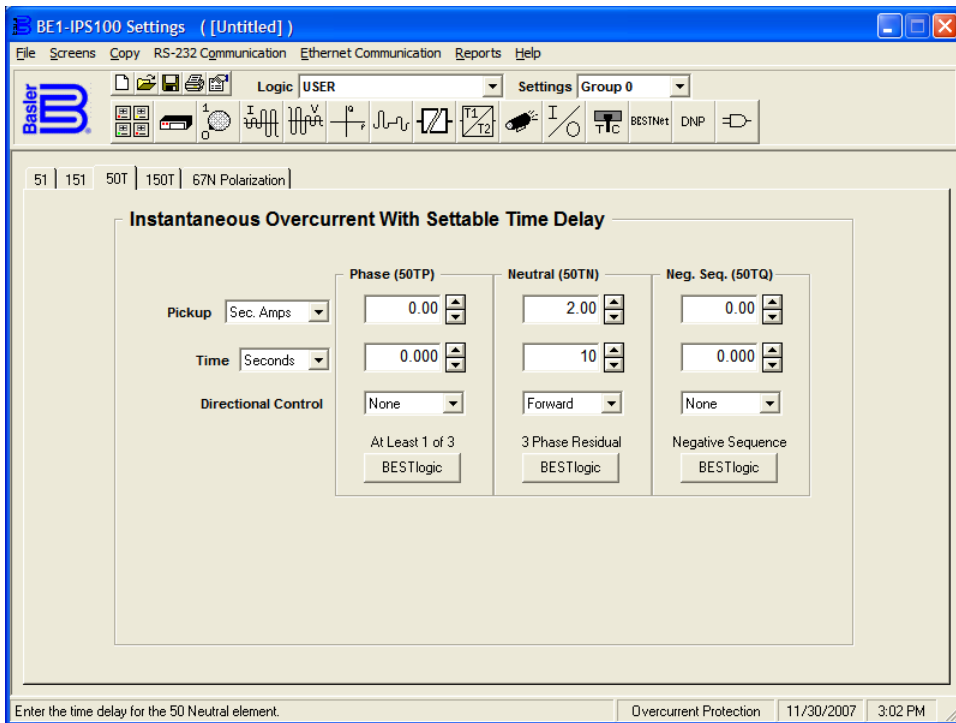 BE1-IPS100 Settings ( [Untitled] )
File Screens Copy RS-232 Communication Ethernet Communication Reports Help
Basler
Logic USER Settings Group 0
1 0 I I V Iθ F T1 T2 I O TTC BESTNet DNP
51 151 50T 150T 67N Polarization
Instantaneous Overcurrent With Settable Time Delay
Phase (50TP) Neutral (50TN) Neg. Seq. (50TQ)
Pickup Sec. Amps 0.00 2.00 0.00
Time Seconds 0.000 10 0.000
Directional Control None Forward None
At Least 1 of 3 3 Phase Residual Negative Sequence
BESTlogic BESTlogic BESTlogic
Enter the time delay for the 50 Neutral element. Overcurrent Protection 11/30/2007 3:02 PM